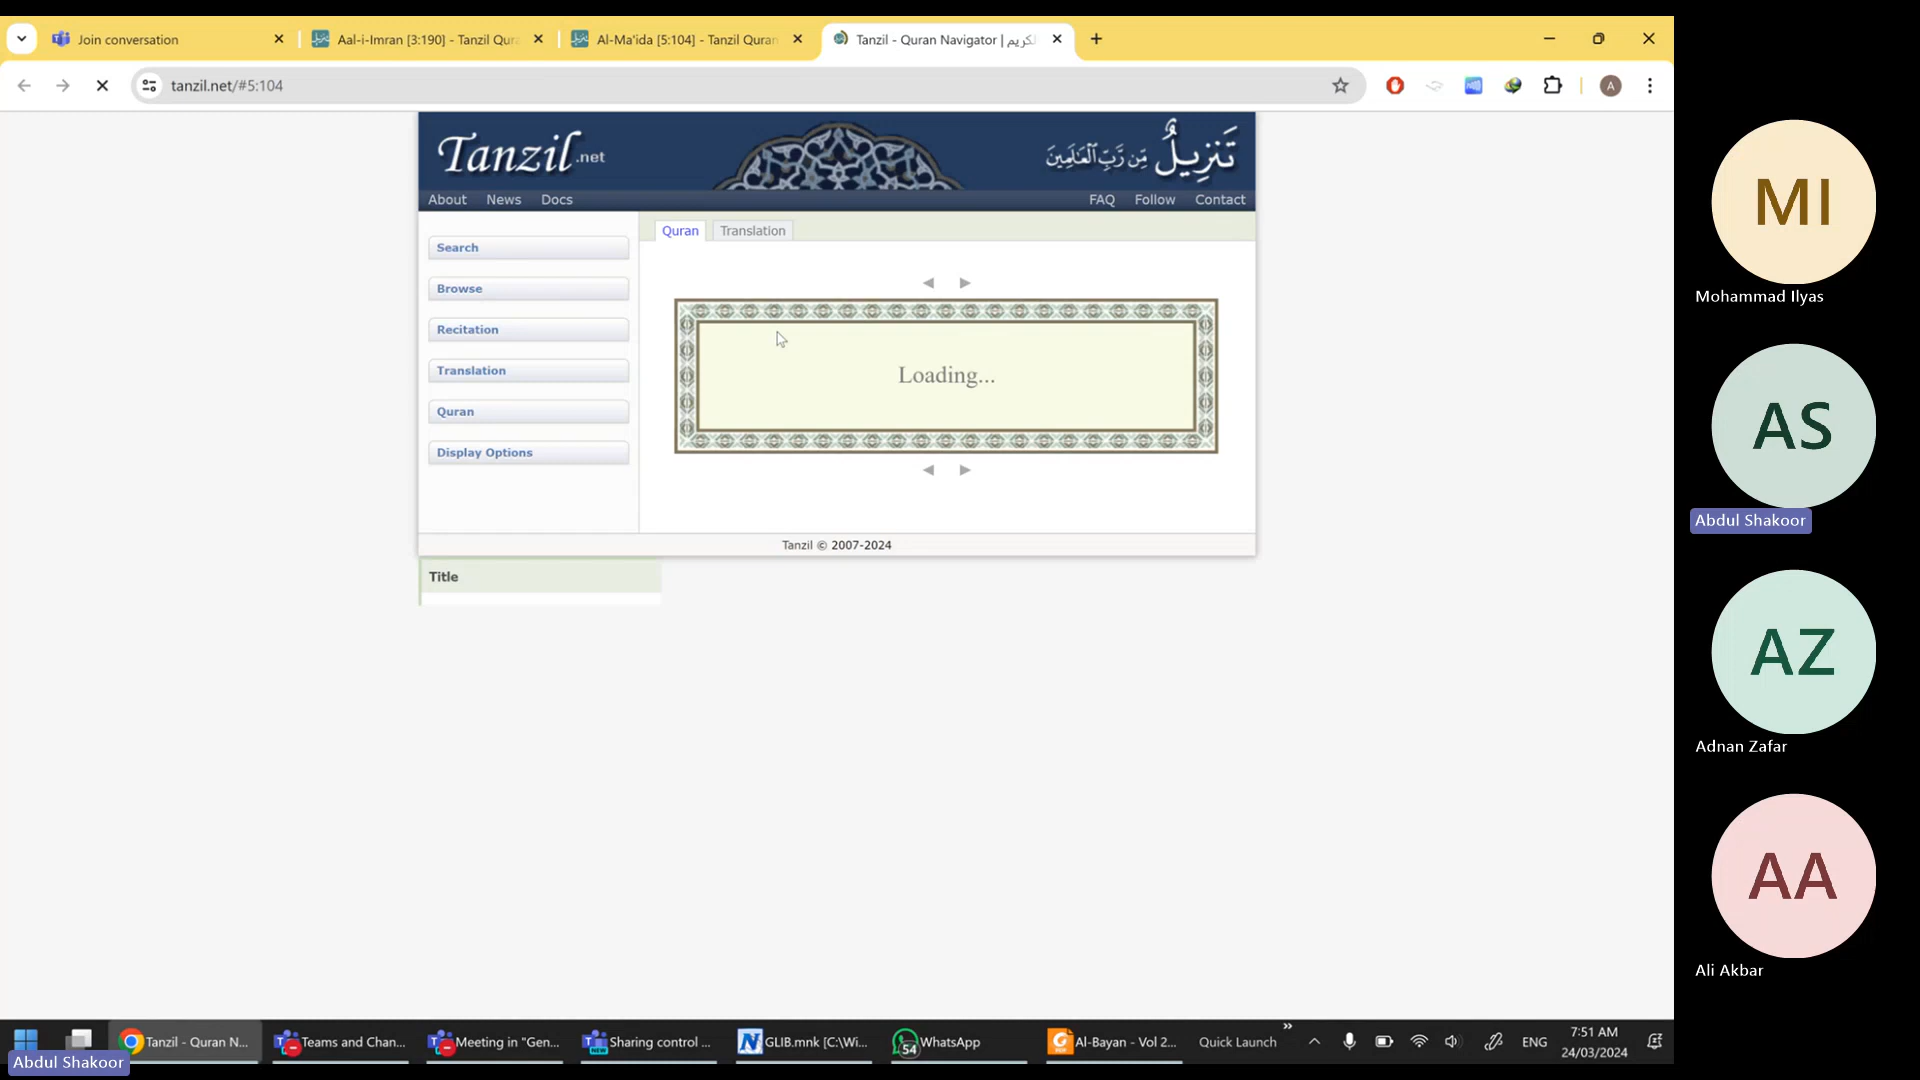 Join conversation
Aal-i-Imran [3:190] - Tanzil Qur
Al-Ma'ida [5:104] - Tanzil Quran
Tanzil - Quran Navigator | الكريم
tanzil.net/#5:104
A
Tanzil.net
تَنزِيلٌ مِّن رَّبِّ ٱلْعَٰلَمِينَ
About News Docs
FAQ Follow Contact
Quran Translation
Search
Browse
Recitation
Translation
Quran
Display Options
Loading...
Tanzil © 2007-2024
Title
MI
Mohammad Ilyas
AS
Abdul Shakoor
AZ
Adnan Zafar
AA
Ali Akbar
Tanzil - Quran N...
Teams and Chan...
Meeting in "Gen...
NEW
Sharing control ...
GLIB.mnk [C:\Wi...
54
WhatsApp
Al-Bayan - Vol 2...
Quick Launch
ENG
7:51 AM
24/03/2024
Abdul Shakoor